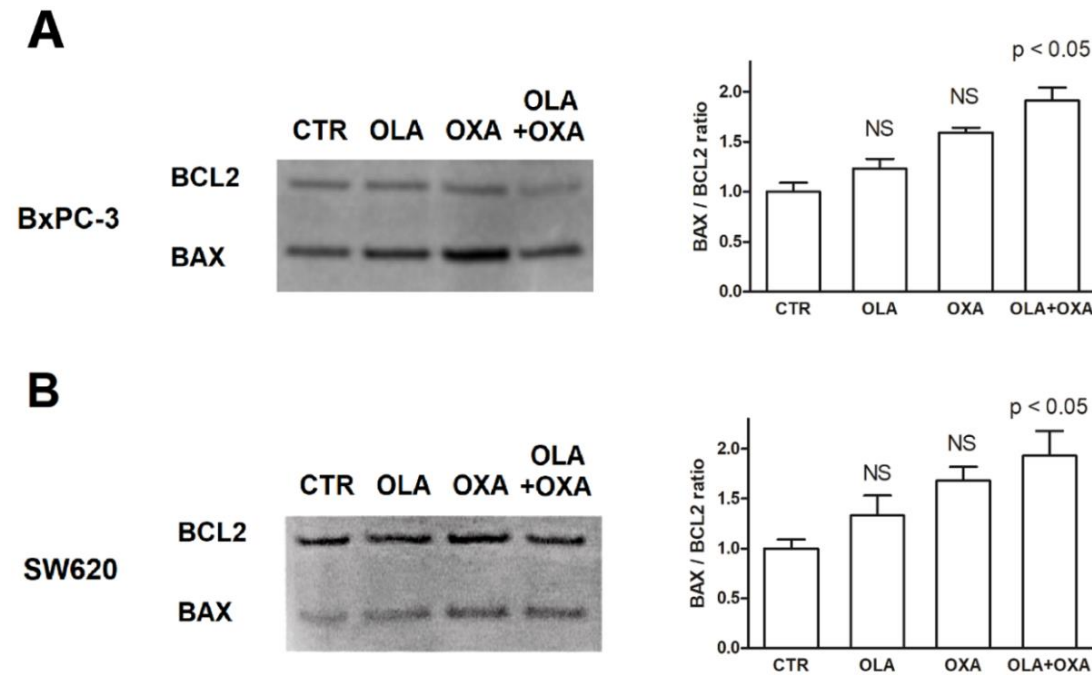 A
BxPC-3
CTR OLA OXA OLA
+OXA
BCL2
BAX
BAX / BCL2 ratio
2.0
1.5
1.0
0.5
0.0
NS
NS
p < 0.05
CTR OLA OXA OLA+OXA
B
SW620
CTR OLA OXA OLA
+OXA
BCL2
BAX
BAX / BCL2 ratio
2.0
1.5
1.0
0.5
0.0
NS
NS
p < 0.05
CTR OLA OXA OLA+OXA